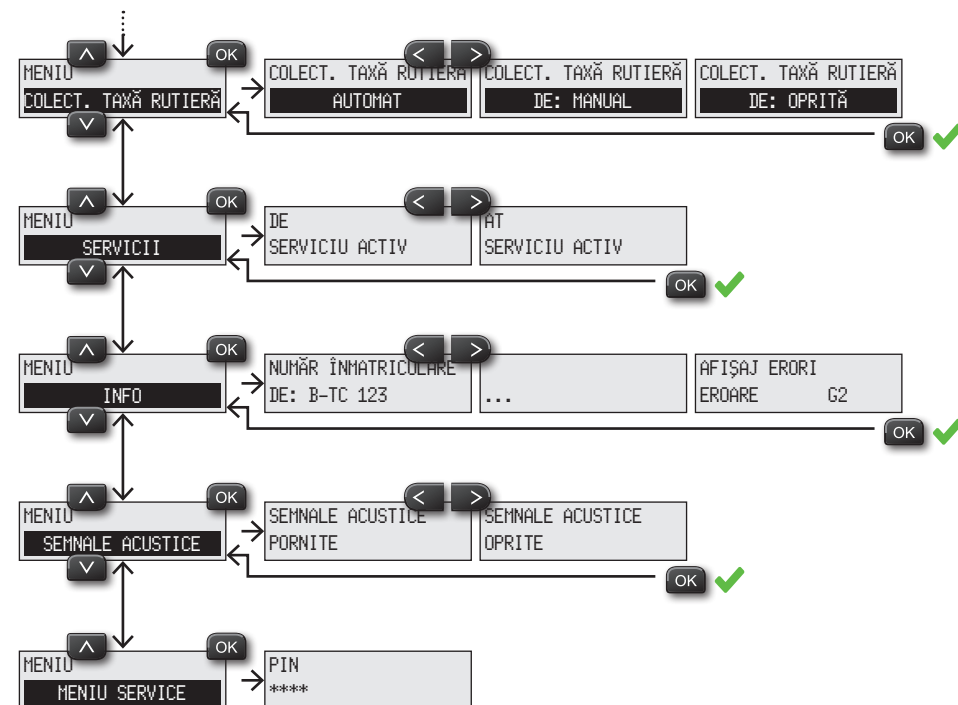 OK
MENIU
COLECT. TAXĂ RUTIERĂ
COLECT. TAXĂ RUTIERĂ
AUTOMAT
COLECT. TAXĂ RUTIERĂ
DE: MANUAL
COLECT. TAXĂ RUTIERĂ
DE: OPRITĂ
OK
OK
MENIU
SERVICII
DE
SERVICIU ACTIV
AT
SERVICIU ACTIV
OK
OK
MENIU
INFO
NUMĂR ÎNMATRICULARE
DE: B-TC 123
...
AFIŞAJ ERORI
EROARE G2
OK
OK
MENIU
SEMNALE ACUSTICE
SEMNALE ACUSTICE
PORNITE
SEMNALE ACUSTICE
OPRITE
OK
OK
MENIU
MENIU SERVICE
PIN
****